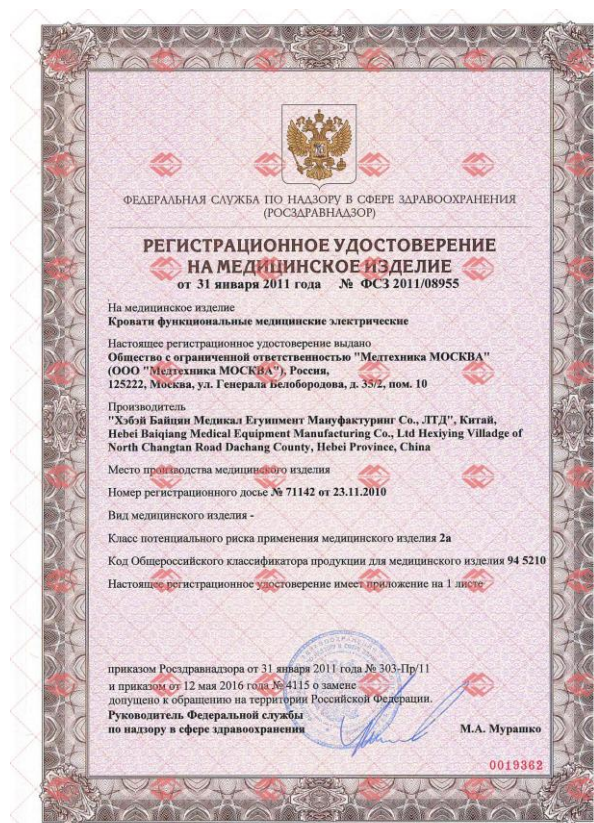 ФЕДЕРАЛЬНАЯ СЛУЖБА ПО НАДЗОРУ В СФЕРЕ ЗДРАВООХРАНЕНИЯ
(РОСЗДРАВНАДЗОР)
РЕГИСТРАЦИОННОЕ УДОСТОВЕРЕНИЕ
НА МЕДИЦИНСКОЕ ИЗДЕЛИЕ
от 31 января 2011 года № ФСЗ 2011/08955
На медицинское изделие
Кровати функциональные медицинские электрические
Настоящее регистрационное удостоверение выдано
Общество с ограниченной ответственностью "Медтехника МОСКВА"
(ООО "Медтехника МОСКВА"), Россия,
125222, Москва, ул. Генерала Белобородова, д. 35/2, пом. 10
Производитель
"Хэбэй Байцян Медикал Егуипмент Мануфактуринг Со., ЛТД", Китай,
Hebei Baiqiang Medical Equipment Manufacturing Co., Ltd Hexiying Villadge of
North Changtan Road Dachang County, Hebei Province, China
Место производства медицинского изделия
Номер регистрационного досье № 71142 от 23.11.2010
Вид медицинского изделия -
Класс потенциального риска применения медицинского изделия 2а
Код Общероссийского классификатора продукции для медицинского изделия 94 5210
Настоящее регистрационное удостоверение имеет приложение на 1 листе
приказом Росздравнадзора от 31 января 2011 года № 303-Пр/11
и приказом от 12 мая 2016 года № 4115 о замене
допущено к обращению на территории Российской Федерации.
Руководитель Федеральной службы
по надзору в сфере здравоохранения М.А. Мурашко
0019362